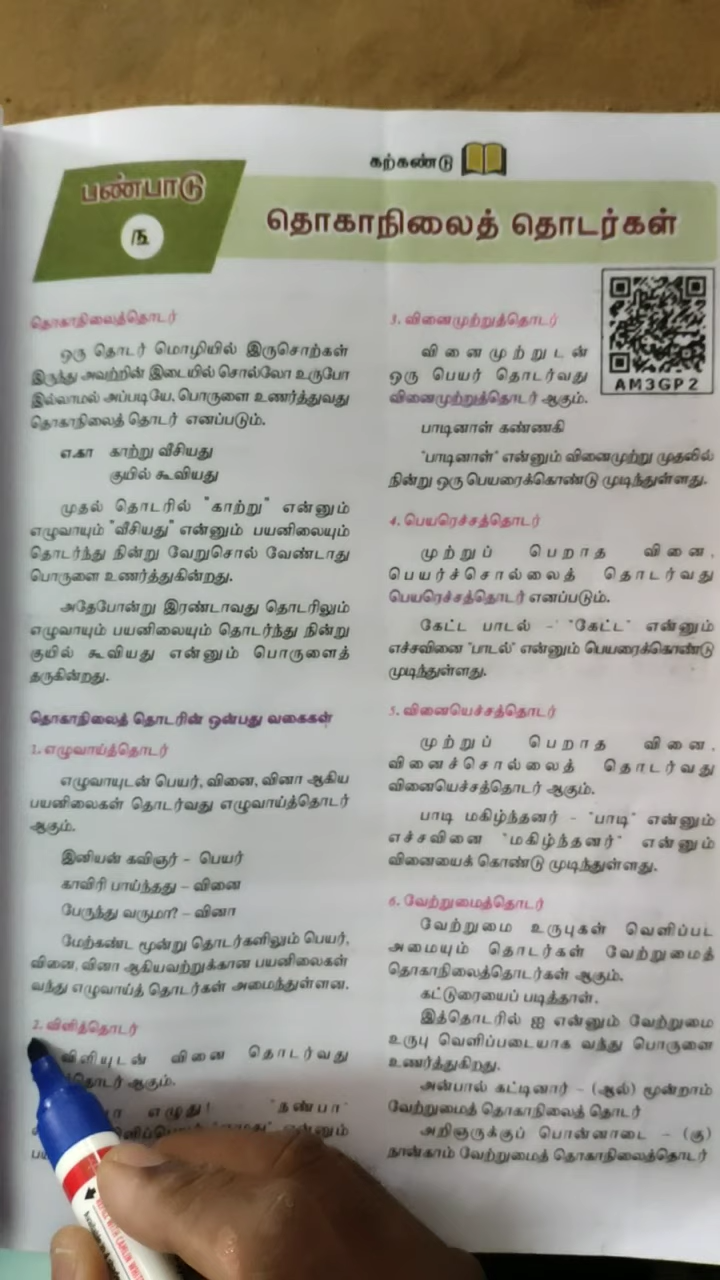 கற்கண்டு
பண்பாடு
௩
தொகாநிலைத் தொடர்கள்
AM3GP2
தொகாநிலைத்தொடர்
ஒரு தொடர் மொழியில் இருசொற்கள்
இருந்து அவற்றின் இடையில் சொல்லோ உருபோ
இல்லாமல் அப்படியே, பொருளை உணர்த்துவது
தொகாநிலைத் தொடர் எனப்படும்.
எ.கா காற்று வீசியது
குயில் கூவியது
முதல் தொடரில் "காற்று" என்னும்
எழுவாயும் "வீசியது" என்னும் பயனிலையும்
தொடர்ந்து நின்று வேறுசொல் வேண்டாது
பொருளை உணர்த்துகின்றது.
அதேபோன்று இரண்டாவது தொடரிலும்
எழுவாயும் பயனிலையும் தொடர்ந்து நின்று
குயில் கூவியது என்னும் பொருளைத்
தருகின்றது.
தொகாநிலைத் தொடரின் ஒன்பது வகைகள்
1. எழுவாய்த்தொடர்
எழுவாயுடன் பெயர், வினை, வினா ஆகிய
பயனிலைகள் தொடர்வது எழுவாய்த்தொடர்
ஆகும்.
இனியன் கவிஞர் – பெயர்
காவிரி பாய்ந்தது – வினை
பேருந்து வருமா? – வினா
மேற்கண்ட மூன்று தொடர்களிலும் பெயர்,
வினை, வினா ஆகியவற்றுக்கான பயனிலைகள்
வந்து எழுவாய்த் தொடர்கள் அமைந்துள்ளன.
2. விளித்தொடர்
விளியுடன் வினை தொடர்வது
தொடர் ஆகும்.
எழுது! "நண்பா"
என்னும்
3. வினைமுற்றுத்தொடர்
வினைமுற்றுடன்
ஒரு பெயர் தொடர்வது
வினைமுற்றுத்தொடர் ஆகும்.
பாடினாள் கண்ணகி
"பாடினாள்" என்னும் வினைமுற்று முதலில்
நின்று ஒரு பெயரைக்கொண்டு முடிந்துள்ளது.
4. பெயரெச்சத்தொடர்
முற்றுப் பெறாத வினை,
பெயர்ச்சொல்லைத் தொடர்வது
பெயரெச்சத்தொடர் எனப்படும்.
கேட்ட பாடல் – "கேட்ட" என்னும்
எச்சவினை "பாடல்" என்னும் பெயரைக்கொண்டு
முடிந்துள்ளது.
5. வினையெச்சத்தொடர்
முற்றுப் பெறாத வினை,
வினைச்சொல்லைத் தொடர்வது
வினையெச்சத்தொடர் ஆகும்.
பாடி மகிழ்ந்தனர் – "பாடி" என்னும்
எச்சவினை "மகிழ்ந்தனர்" என்னும்
வினையைக் கொண்டு முடிந்துள்ளது.
6. வேற்றுமைத்தொடர்
வேற்றுமை உருபுகள் வெளிப்பட
அமையும் தொடர்கள் வேற்றுமைத்
தொகாநிலைத்தொடர்கள் ஆகும்.
கட்டுரையைப் படித்தாள்.
இத்தொடரில் ஐ என்னும் வேற்றுமை
உருபு வெளிப்படையாக வந்து பொருளை
உணர்த்துகிறது.
அன்பால் கட்டினார் – (ஆல்) மூன்றாம்
வேற்றுமைத் தொகாநிலைத் தொடர்
அறிஞருக்குப் பொன்னாடை – (கு)
நான்காம் வேற்றுமைத் தொகாநிலைத்தொடர்